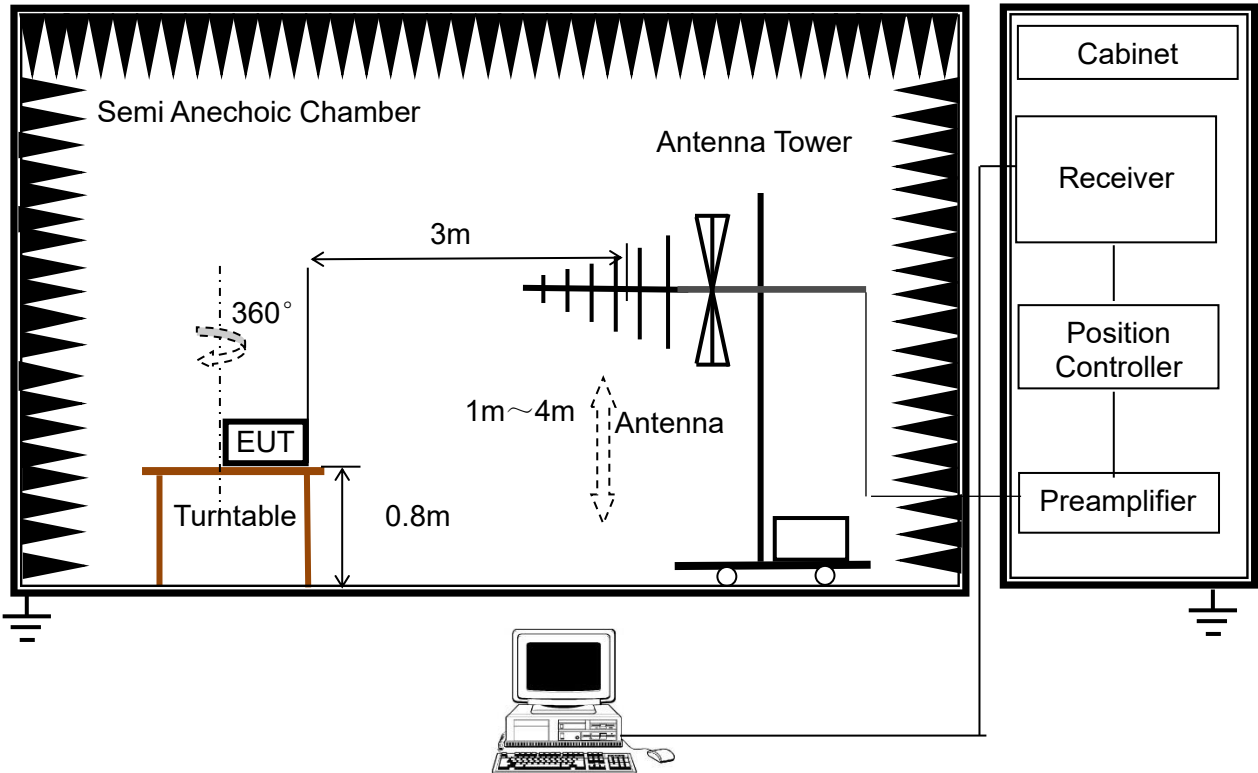 Cabinet
Semi Anechoic Chamber
Antenna Tower
Receiver
3m
360°
Position
Controller
1m～4m
Antenna
EUT
Turntable
0.8m
Preamplifier